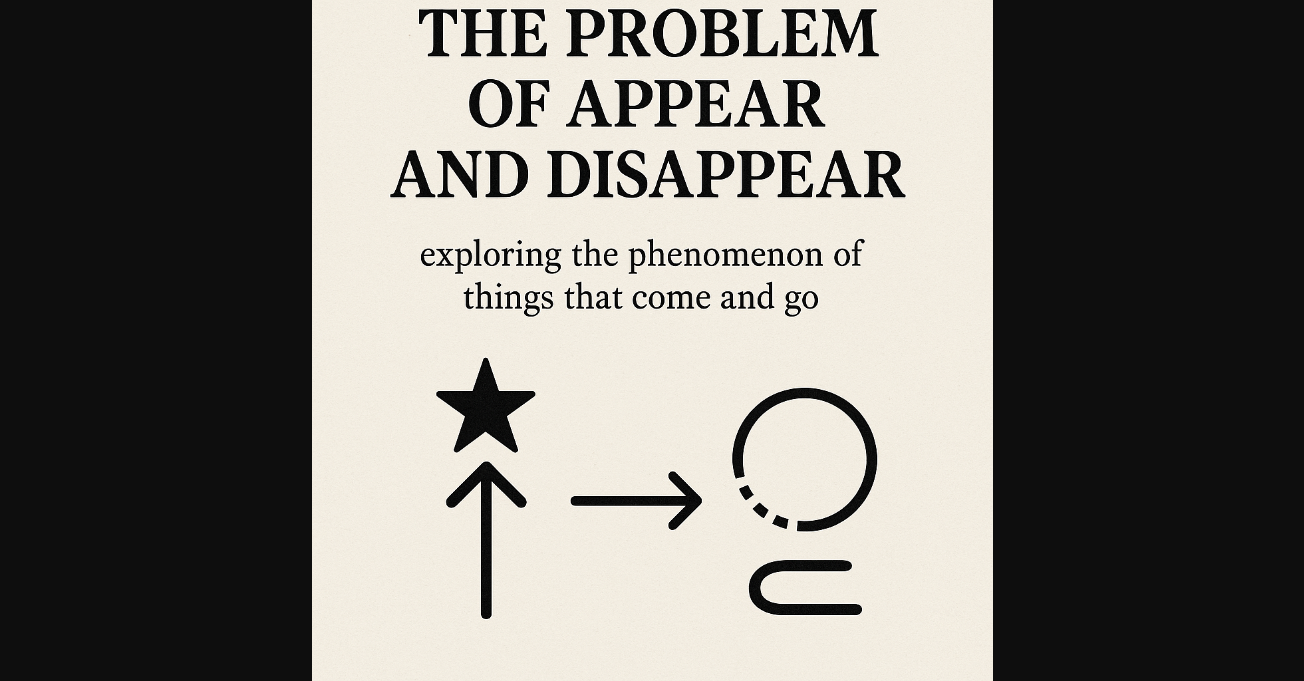 THE PROBLEM
OF APPEAR
AND DISAPPEAR
exploring the phenomenon of
things that come and go